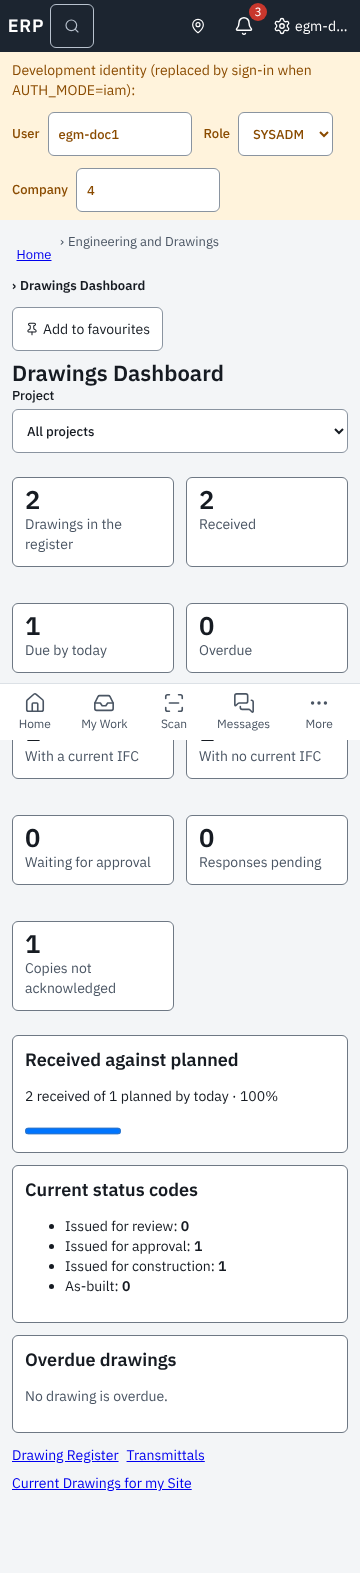 ERP
3
egm-d...
Development identity (replaced by sign-in when
AUTH_MODE=iam):
User egm-doc1 Role SYSADM
Company 4
Home › Engineering and Drawings
› Drawings Dashboard
Add to favourites
Drawings Dashboard
Project
All projects
2
Drawings in the
register
2
Received
1
Due by today
0
Overdue
Home My Work Scan Messages More
With a current IFC
With no current IFC
0
Waiting for approval
0
Responses pending
1
Copies not
acknowledged
Received against planned
2 received of 1 planned by today · 100%
Current status codes
• Issued for review: 0
• Issued for approval: 1
• Issued for construction: 1
• As-built: 0
Overdue drawings
No drawing is overdue.
Drawing Register Transmittals
Current Drawings for my Site